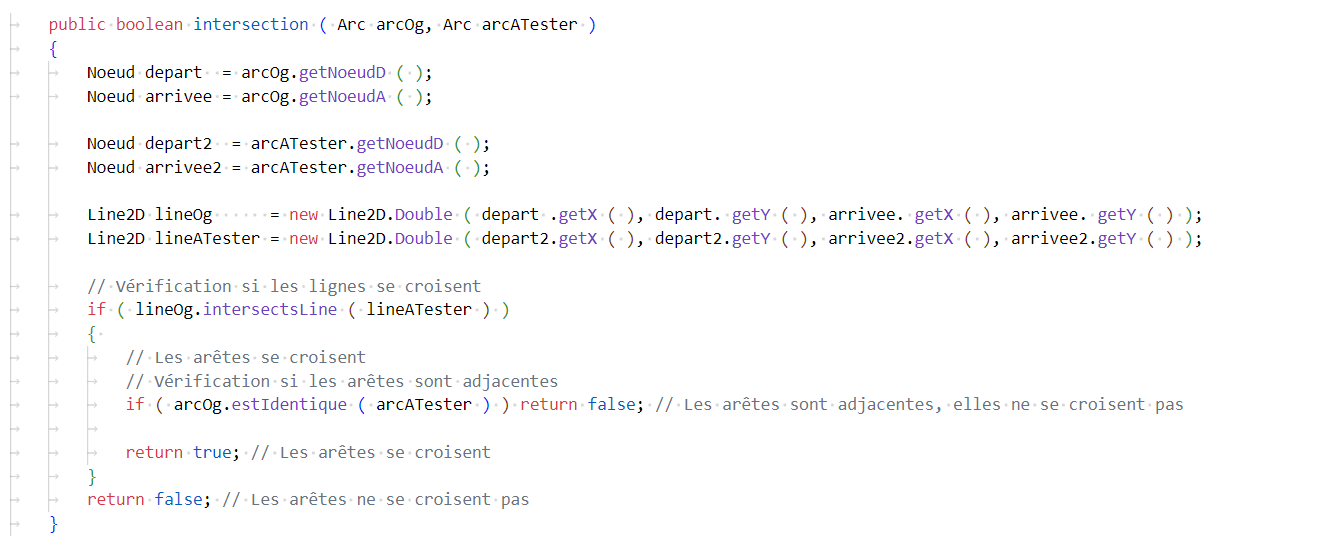 public boolean intersection ( Arc arcOg, Arc arcATester )
{
Noeud depart  = arcOg.getNoeudD ( );
Noeud arrivee = arcOg.getNoeudA ( );
Noeud depart2  = arcATester.getNoeudD ( );
Noeud arrivee2 = arcATester.getNoeudA ( );
Line2D lineOg      = new Line2D.Double ( depart .getX ( ), depart. getY ( ), arrivee. getX ( ), arrivee. getY ( ) );
Line2D lineATester = new Line2D.Double ( depart2.getX ( ), depart2.getY ( ), arrivee2.getX ( ), arrivee2.getY ( ) );
// Vérification si les lignes se croisent
if ( lineOg.intersectsLine ( lineATester ) )
{
// Les arêtes se croisent
// Vérification si les arêtes sont adjacentes
if ( arcOg.estIdentique ( arcATester ) ) return false; // Les arêtes sont adjacentes, elles ne se croisent pas
return true; // Les arêtes se croisent
}
return false; // Les arêtes ne se croisent pas
}